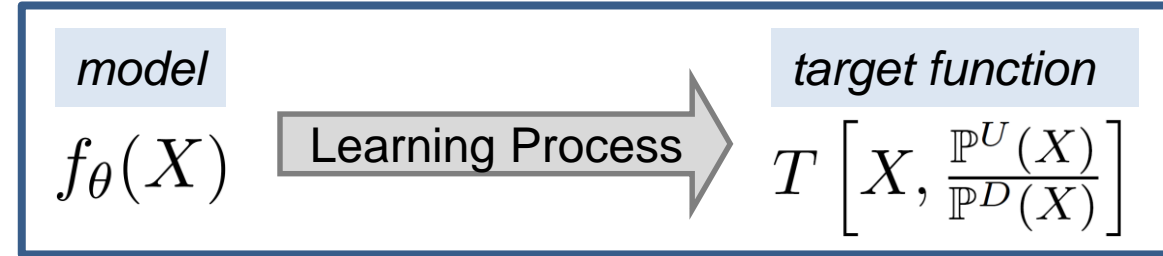 model
target function
f_θ(X)
Learning Process
T [ X, ℙ^U(X) / ℙ^D(X) ]